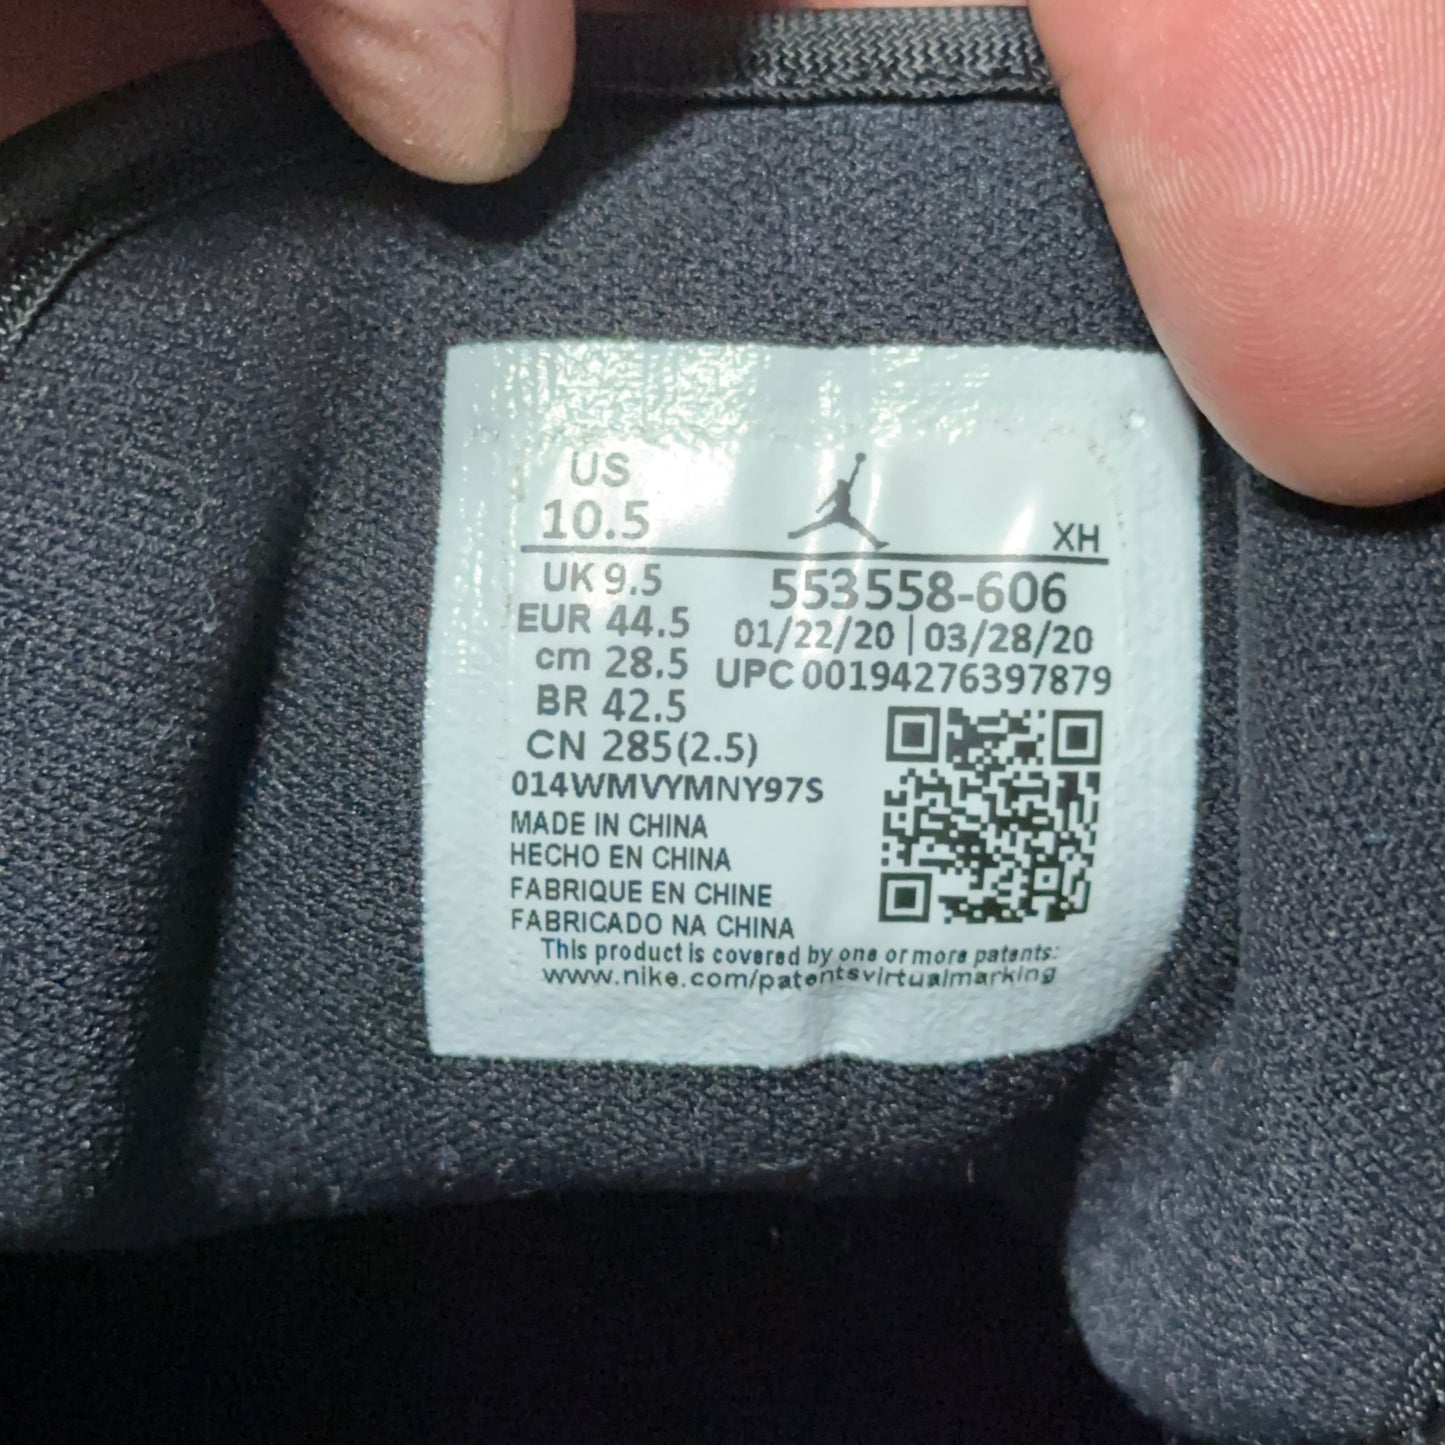 US
10.5
XH
UK 9.5
EUR 44.5
cm 28.5
BR 42.5
CN 285(2.5)
553558-606
01/22/20 | 03/28/20
UPC 00194276397879
014WMVYMNY97S
MADE IN CHINA
HECHO EN CHINA
FABRIQUE EN CHINE
FABRICADO NA CHINA
This product is covered by one or more patents:
www.nike.com/patentsvirtualmarking